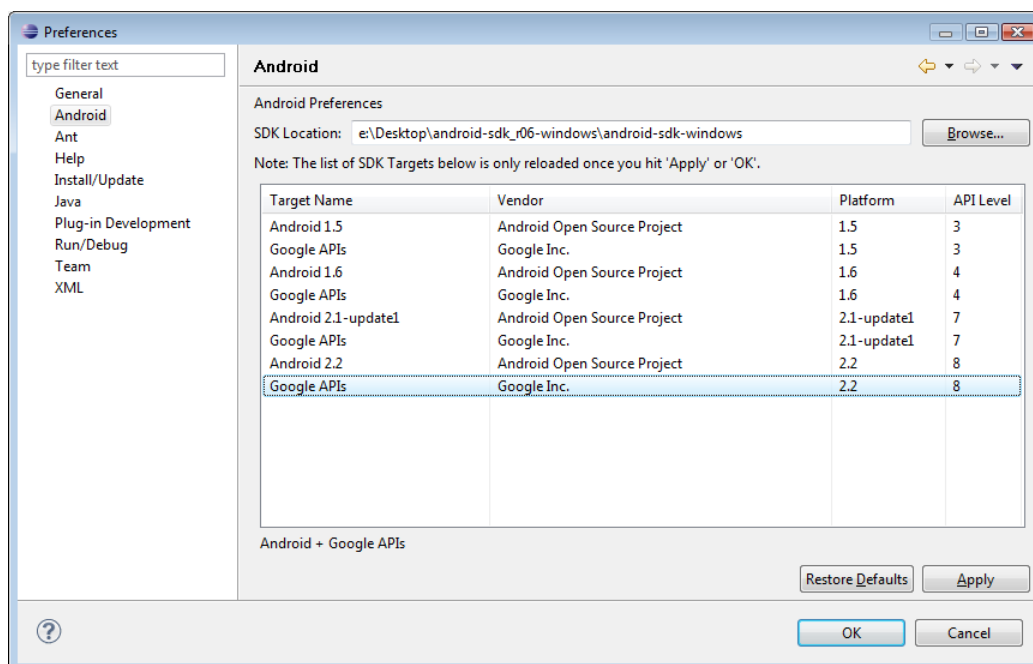 Preferences
type filter text
General
Android
Ant
Help
Install/Update
Java
Plug-in Development
Run/Debug
Team
XML
Android
Android Preferences
SDK Location: e:\Desktop\android-sdk_r06-windows\android-sdk-windows Browse...
Note: The list of SDK Targets below is only reloaded once you hit 'Apply' or 'OK'.
Target Name Vendor Platform API Level
Android 1.5 Android Open Source Project 1.5 3
Google APIs Google Inc. 1.5 3
Android 1.6 Android Open Source Project 1.6 4
Google APIs Google Inc. 1.6 4
Android 2.1-update1 Android Open Source Project 2.1-update1 7
Google APIs Google Inc. 2.1-update1 7
Android 2.2 Android Open Source Project 2.2 8
Google APIs Google Inc. 2.2 8
Android + Google APIs
Restore Defaults Apply
? OK Cancel